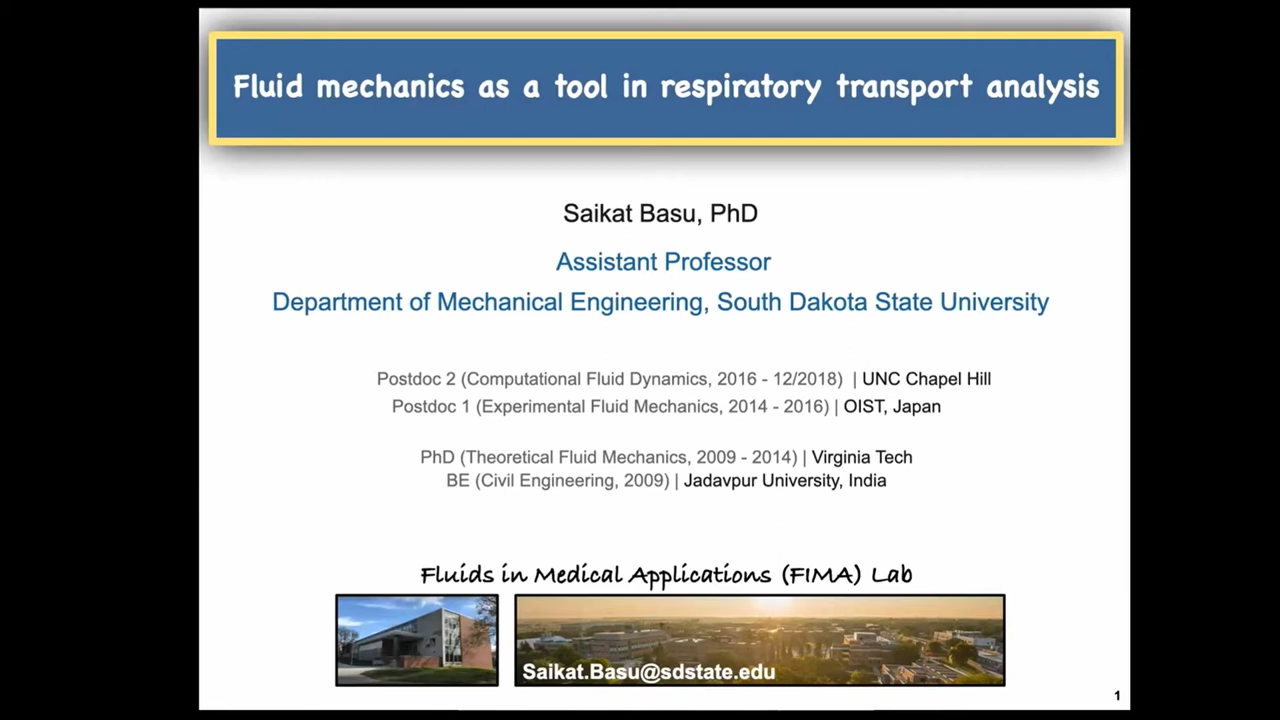 Fluid mechanics as a tool in respiratory transport analysis
Saikat Basu, PhD
Assistant Professor
Department of Mechanical Engineering, South Dakota State University
Postdoc 2 (Computational Fluid Dynamics, 2016 - 12/2018) | UNC Chapel Hill
Postdoc 1 (Experimental Fluid Mechanics, 2014 - 2016) | OIST, Japan
PhD (Theoretical Fluid Mechanics, 2009 - 2014) | Virginia Tech
BE (Civil Engineering, 2009) | Jadavpur University, India
Fluids in Medical Applications (FIMA) Lab
Saikat.Basu@sdstate.edu
1